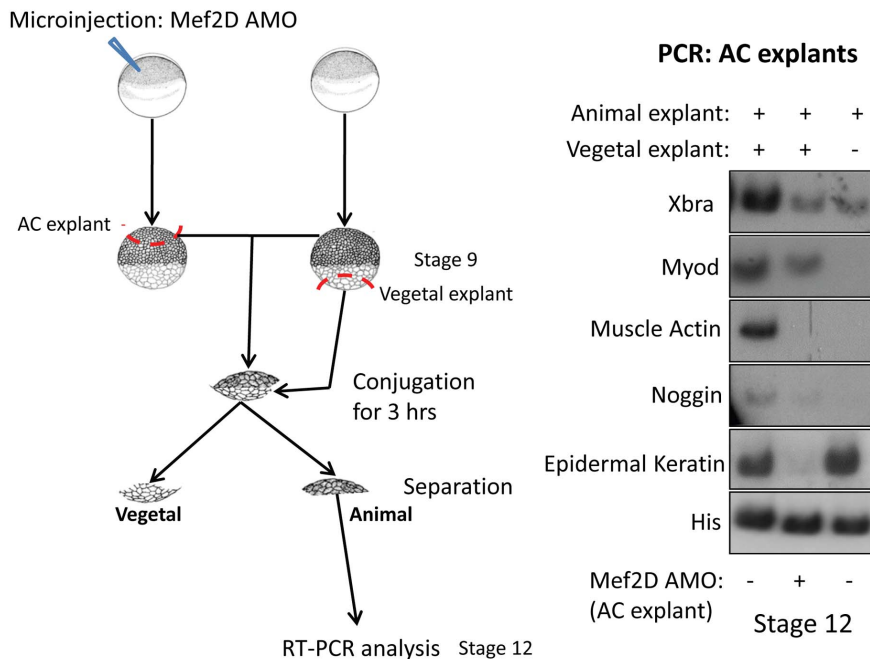 Microinjection: Mef2D AMO
AC explant -
Stage 9
Vegetal explant
Conjugation
for 3 hrs
Separation
Vegetal
Animal
RT-PCR analysis Stage 12
PCR: AC explants
Animal explant: + + +
Vegetal explant: + + -
Xbra
Myod
Muscle Actin
Noggin
Epidermal Keratin
His
Mef2D AMO: - + -
(AC explant)
Stage 12